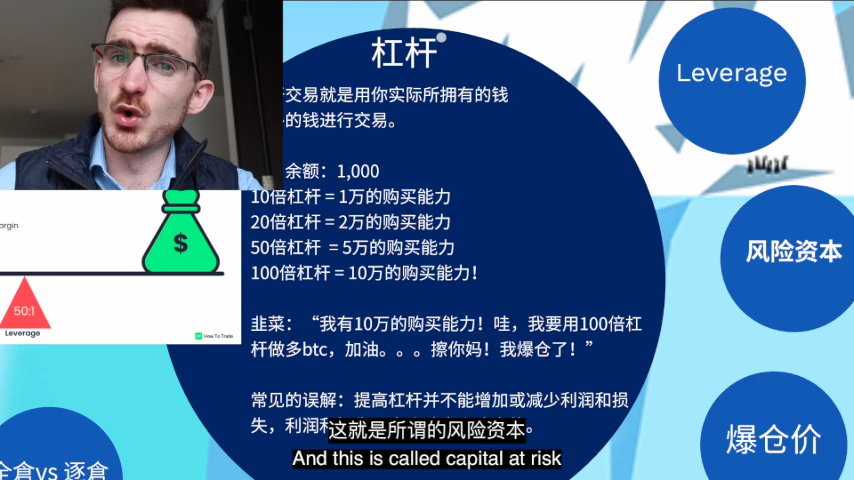 杠杆
交易就是用你实际所拥有的钱
的钱进行交易。
余额：1,000
10倍杠杆 = 1万的购买能力
20倍杠杆 = 2万的购买能力
50倍杠杆 = 5万的购买能力
100倍杠杆 = 10万的购买能力！
韭菜：“我有10万的购买能力！哇，我要用100倍杠
杆做多btc，加油。。。擦你妈！我爆仓了！”
常见的误解：提高杠杆并不能增加或减少利润和损
失，利润和
这就是所谓的风险资本
And this is called capital at risk
Leverage
风险资本
爆仓价
全倉vs 逐倉
argin
$
50:1
Leverage
How To Trade